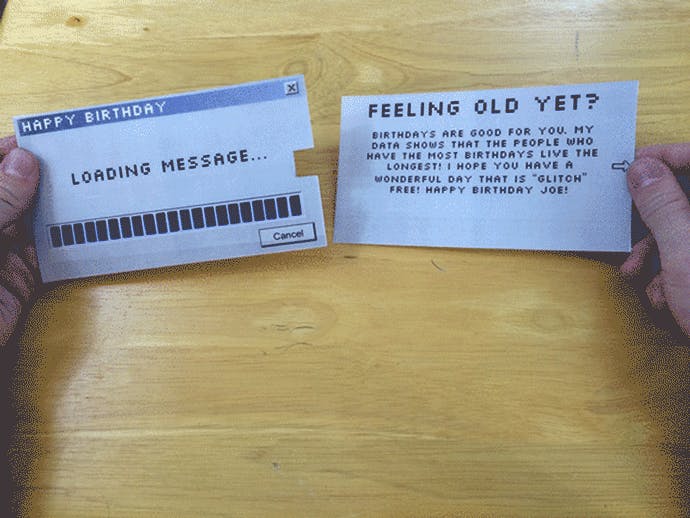 HAPPY BIRTHDAY
X
LOADING MESSAGE...
Cancel
FEELING OLD YET?
BIRTHDAYS ARE GOOD FOR YOU. MY
DATA SHOWS THAT THE PEOPLE WHO
HAVE THE MOST BIRTHDAYS LIVE THE
LONGEST! I HOPE YOU HAVE A
WONDERFUL DAY THAT IS "GLITCH"
FREE! HAPPY BIRTHDAY JOE!